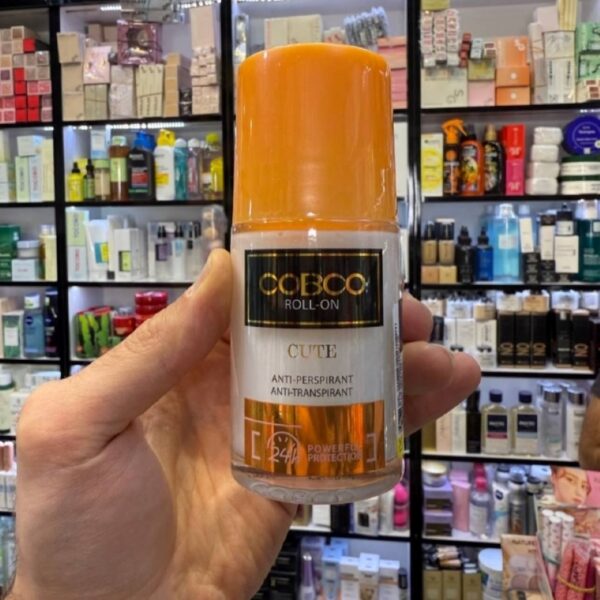 COBCO
ROLL-ON
CUTE
ANTI-PERSPIRANT
ANTI-TRANSPIRANT
24h
POWERFUL
PROTECTION